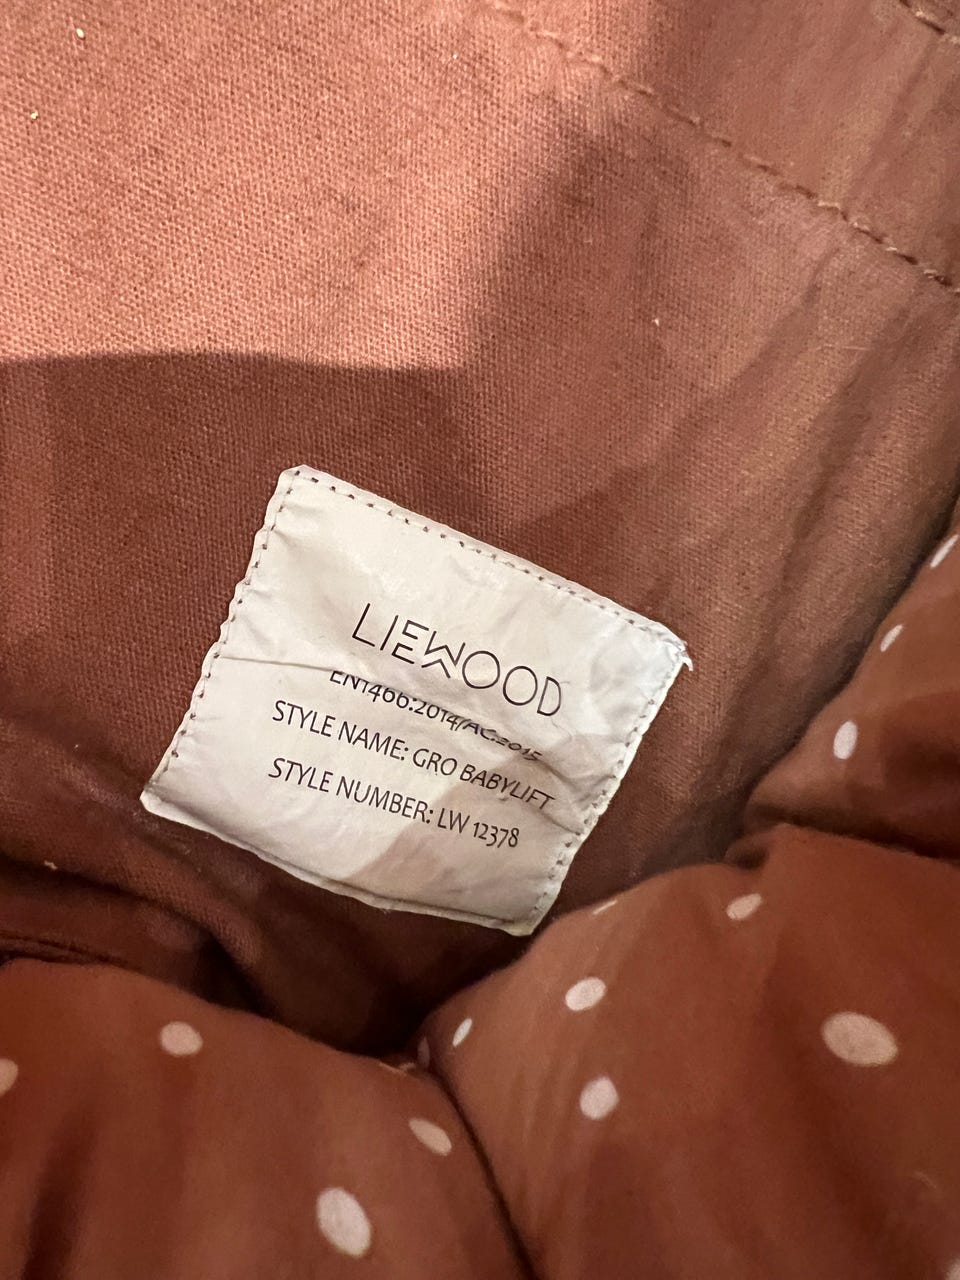 LIEWOOD
EN1466:2014/AC:2015
STYLE NAME: GRO BABYLIFT
STYLE NUMBER: LW 12378